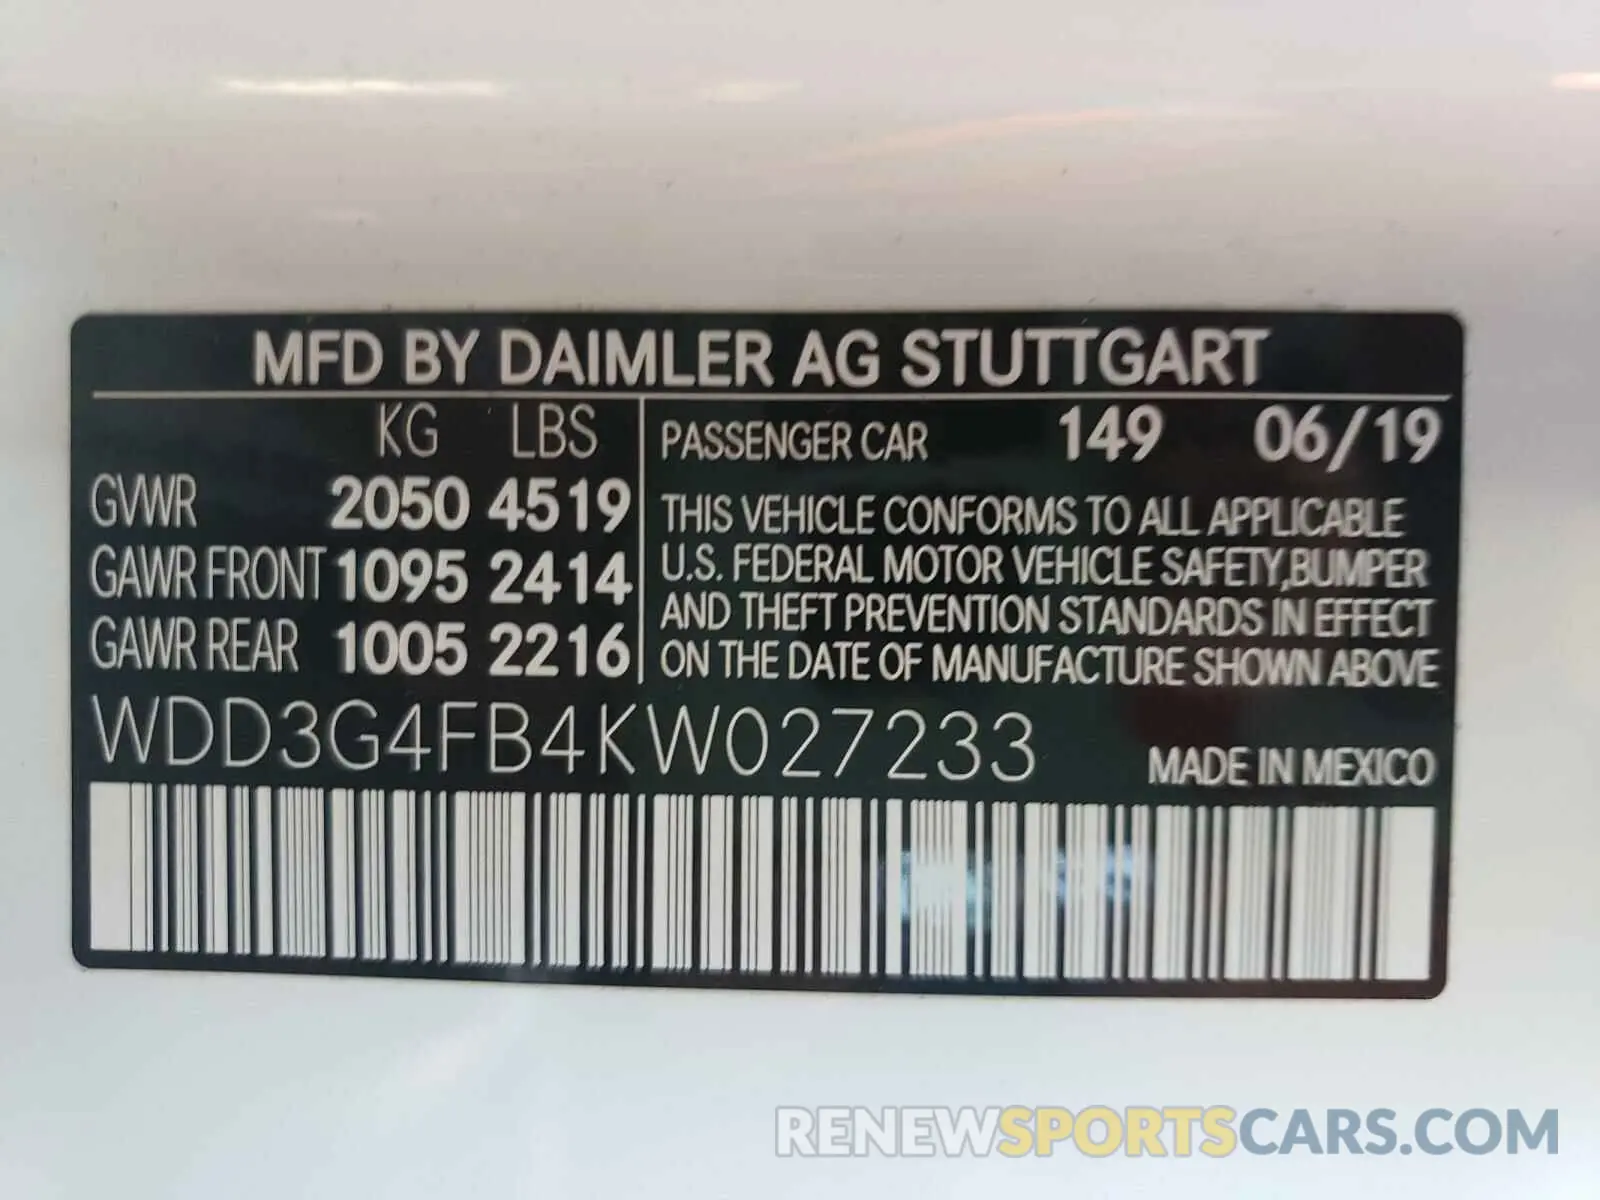 MFD BY DAIMLER AG STUTTGART
KG LBS
GVWR 2050 4519
GAWR FRONT 1095 2414
GAWR REAR 1005 2216
PASSENGER CAR 149 06/19
THIS VEHICLE CONFORMS TO ALL APPLICABLE
U.S. FEDERAL MOTOR VEHICLE SAFETY,BUMPER
AND THEFT PREVENTION STANDARDS IN EFFECT
ON THE DATE OF MANUFACTURE SHOWN ABOVE
WDD3G4FB4KW027233
MADE IN MEXICO
RENEWSPORTSCARS.COM